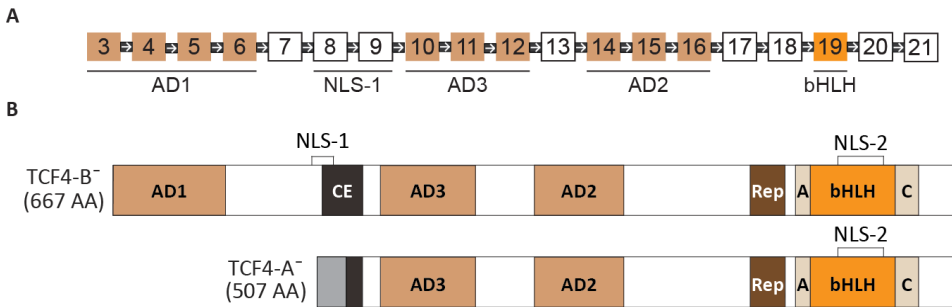 A
3 4 5 6 7 8 9 10 11 12 13 14 15 16 17 18 19 20 21
AD1 NLS-1 AD3 AD2 bHLH
B
NLS-1 NLS-2
TCF4-B⁻
(667 AA)
AD1 CE AD3 AD2 Rep A bHLH C
NLS-2
TCF4-A⁻
(507 AA)
AD3 AD2 Rep A bHLH C